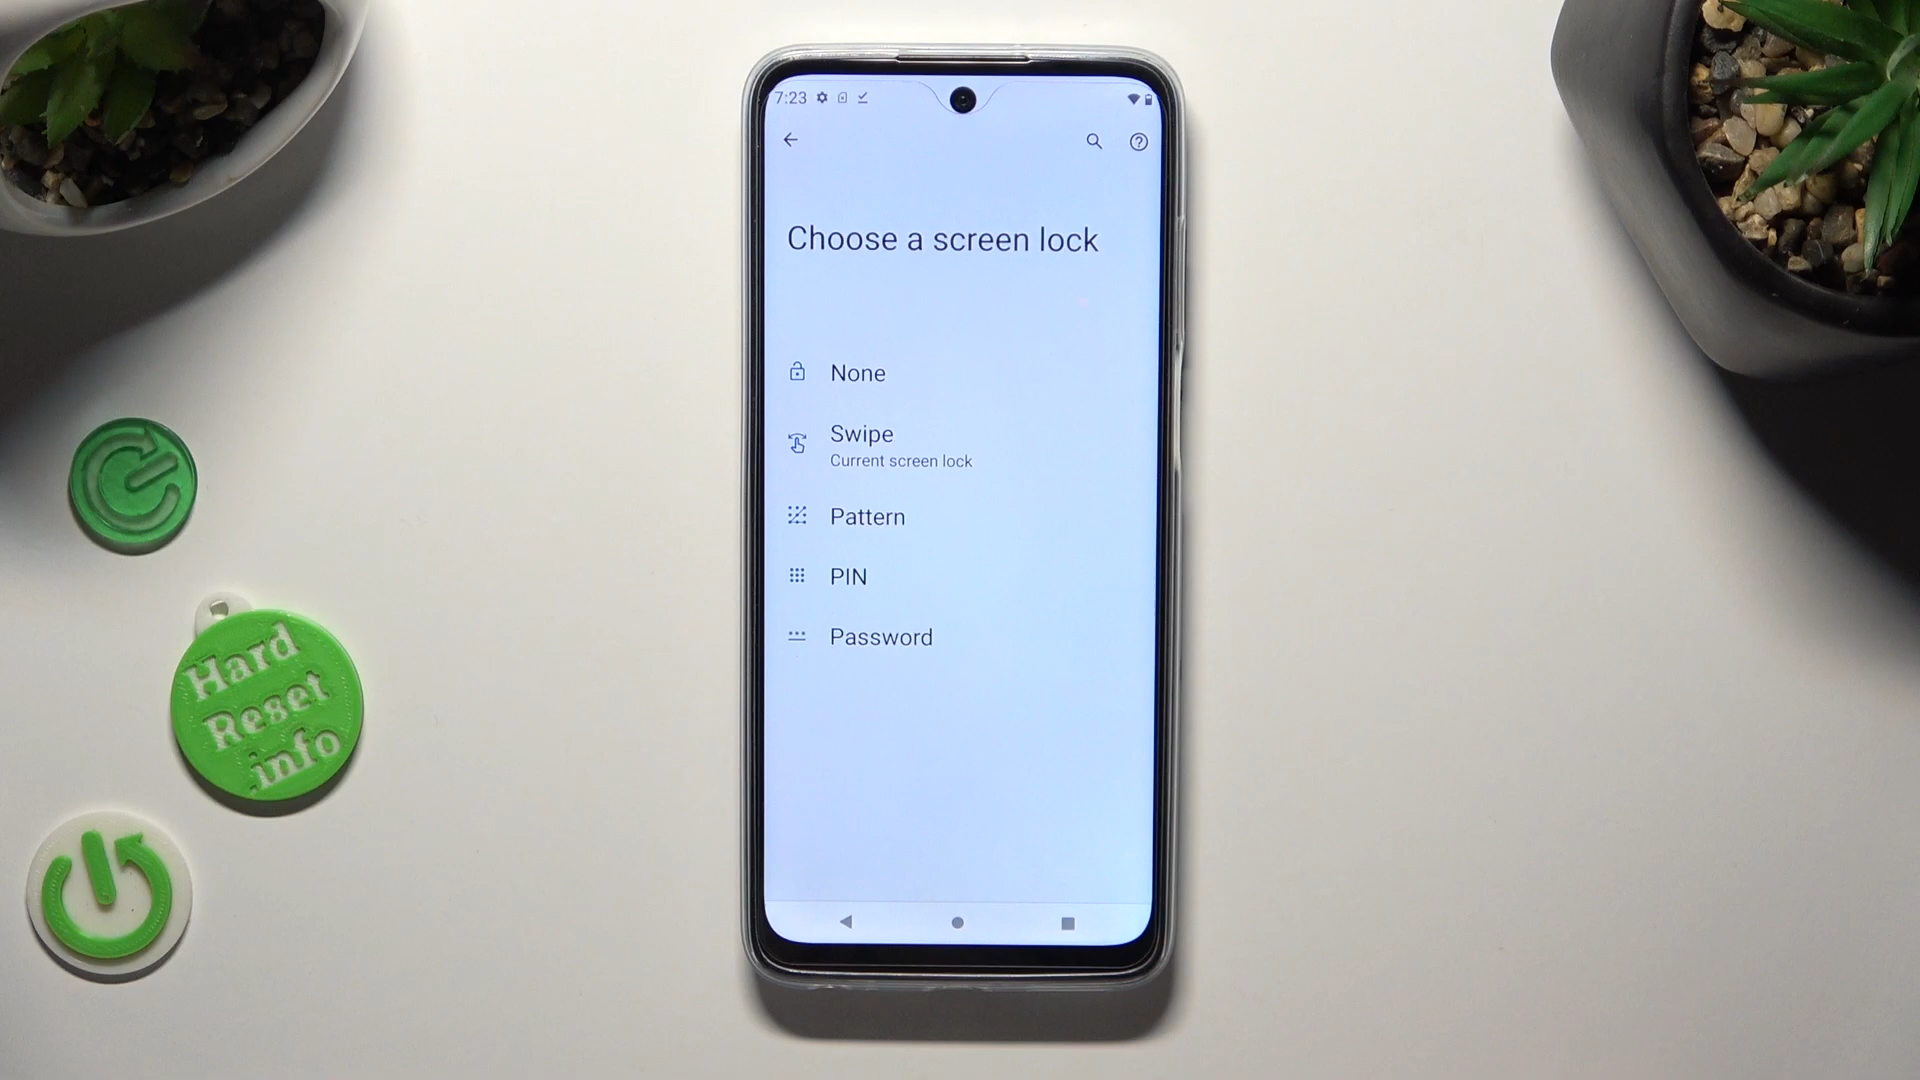 7:23
Choose a screen lock
None
Swipe
Current screen lock
Pattern
PIN
Password
Hard
Reset
.info